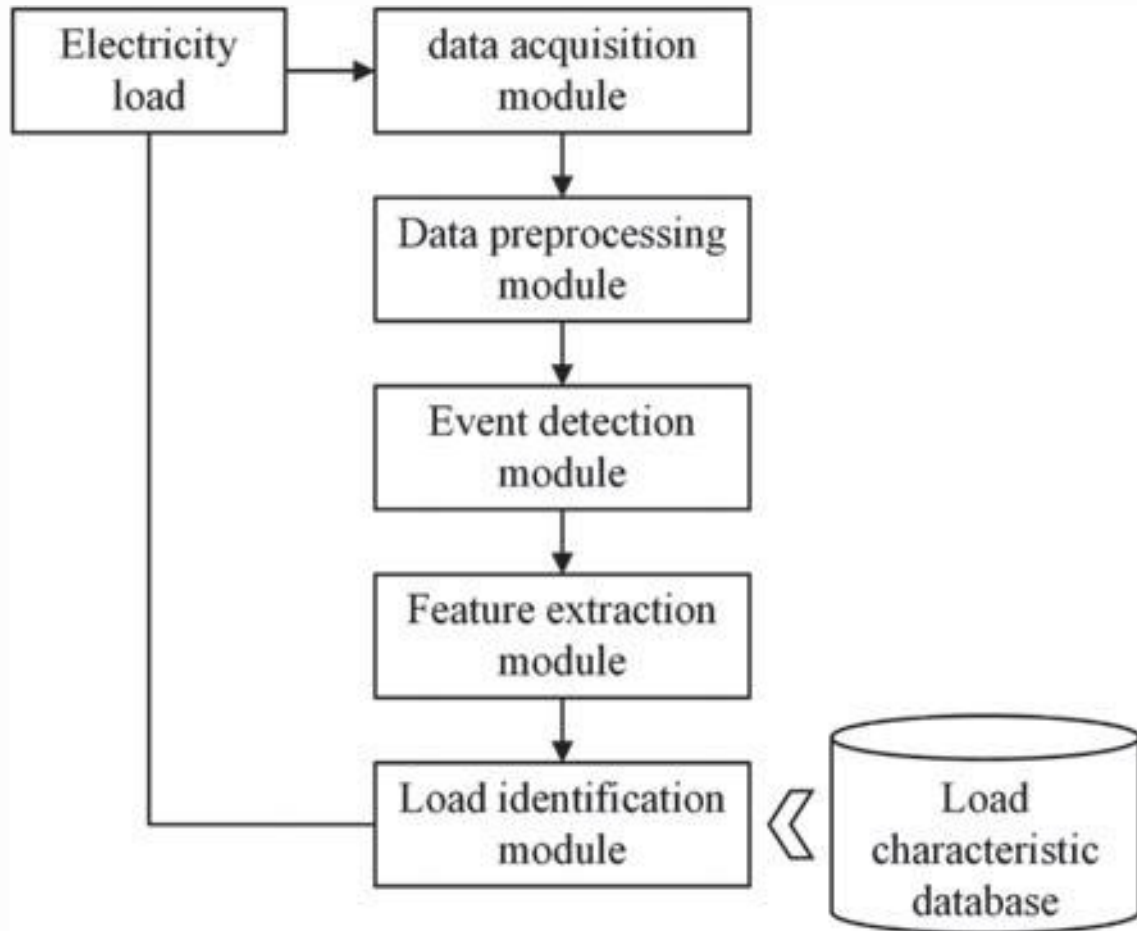 Electricity
load
data acquisition
module
Data preprocessing
module
Event detection
module
Feature extraction
module
Load identification
module
Load
characteristic
database